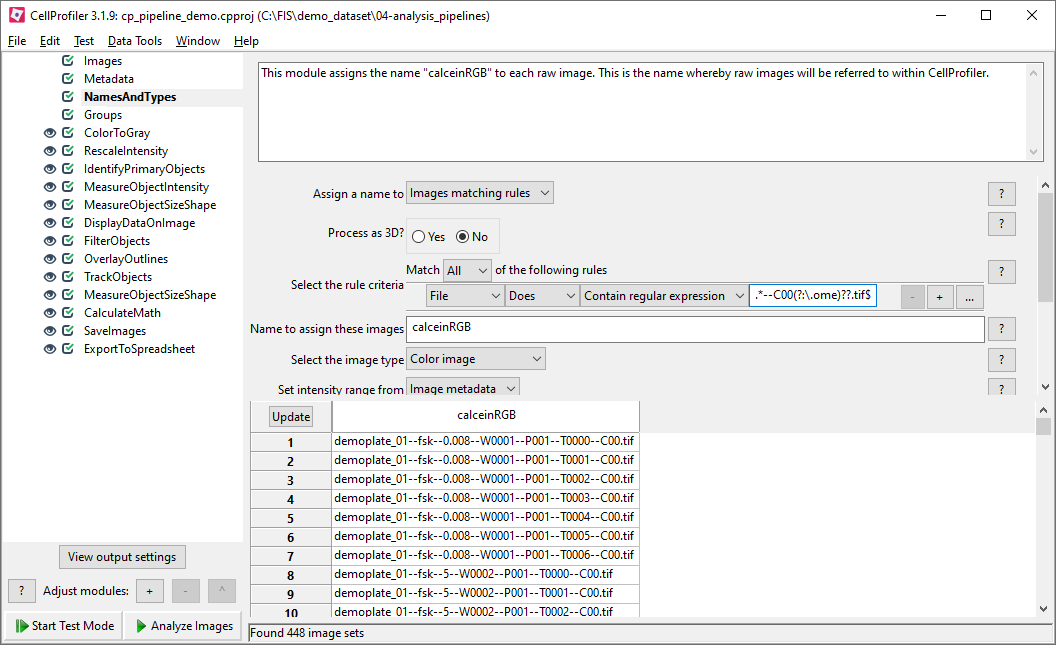 CellProfiler 3.1.9: cp_pipeline_demo.cpproj (C:\FIS\demo_dataset\04-analysis_pipelines)
File Edit Test Data Tools Window Help
Images
Metadata
NamesAndTypes
Groups
ColorToGray
RescaleIntensity
IdentifyPrimaryObjects
MeasureObjectIntensity
MeasureObjectSizeShape
DisplayDataOnImage
FilterObjects
OverlayOutlines
TrackObjects
MeasureObjectSizeShape
CalculateMath
SaveImages
ExportToSpreadsheet
View output settings
? Adjust modules: + - ^
Start Test Mode Analyze Images
This module assigns the name "calceinRGB" to each raw image. This is the name whereby raw images will be referred to within CellProfiler.
Assign a name to Images matching rules ?
Process as 3D? Yes No ?
Match All of the following rules
Select the rule criteria ?
File Does Contain regular expression .*--C00(?:\.ome)??.tif$ - + ...
Name to assign these images calceinRGB ?
Select the image type Color image ?
Set intensity range from Image metadata ?
Update calceinRGB
1 demoplate_01--fsk--0.008--W0001--P001--T0000--C00.tif
2 demoplate_01--fsk--0.008--W0001--P001--T0001--C00.tif
3 demoplate_01--fsk--0.008--W0001--P001--T0002--C00.tif
4 demoplate_01--fsk--0.008--W0001--P001--T0003--C00.tif
5 demoplate_01--fsk--0.008--W0001--P001--T0004--C00.tif
6 demoplate_01--fsk--0.008--W0001--P001--T0005--C00.tif
7 demoplate_01--fsk--0.008--W0001--P001--T0006--C00.tif
8 demoplate_01--fsk--5--W0002--P001--T0000--C00.tif
9 demoplate_01--fsk--5--W0002--P001--T0001--C00.tif
10 demoplate_01--fsk--5--W0002--P001--T0002--C00.tif
Found 448 image sets